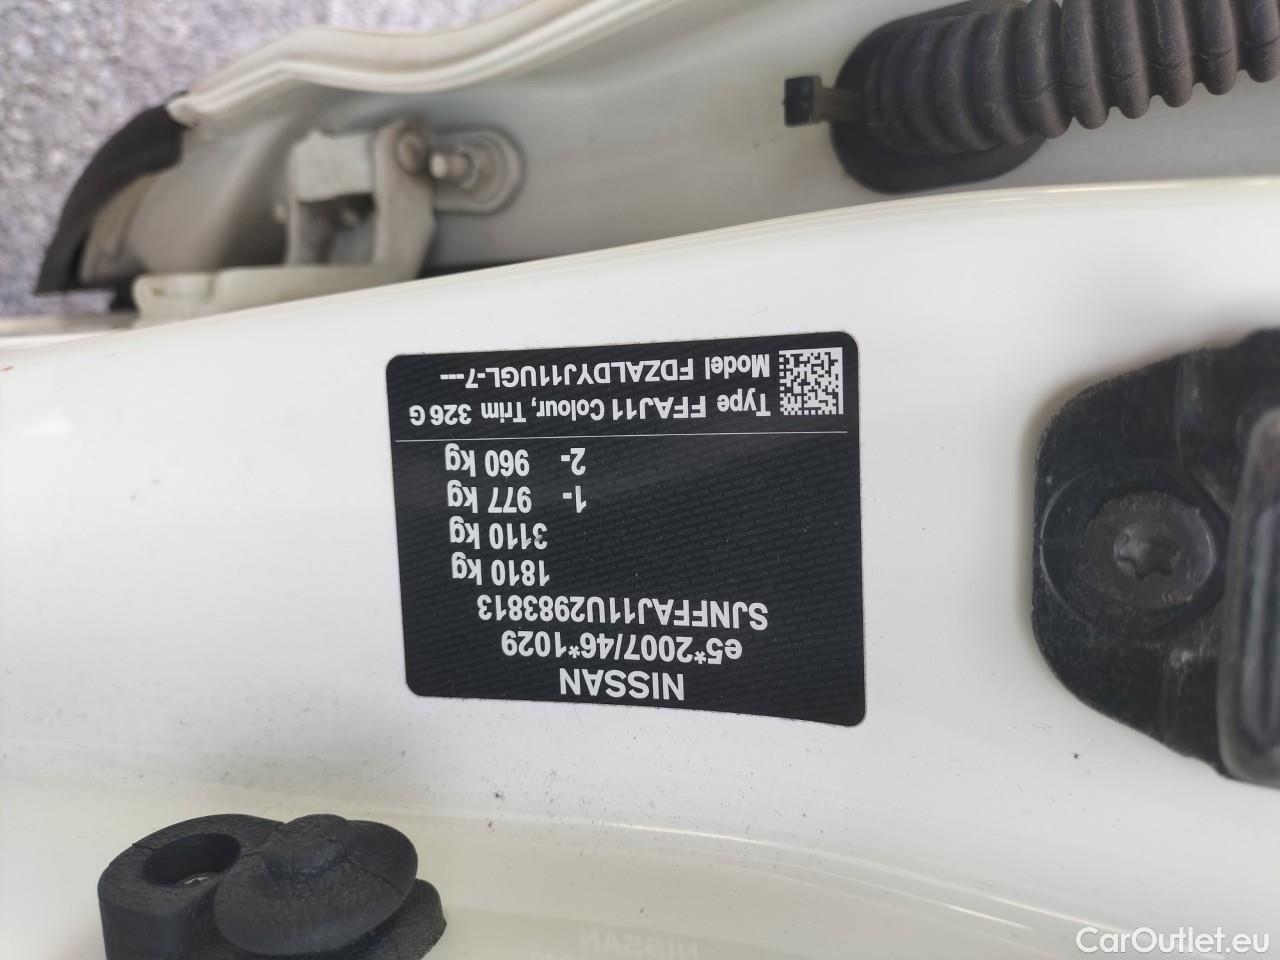 NISSAN
e5*2007/46*1029
SJNFFAJ11U2983813
1810 kg
3110 kg
1- 977 kg
2- 960 kg
Type FFAJ11 Colour, Trim 326 G
Model FDZALDYJ11UGL-7---
NISSAN
CarOutlet.eu